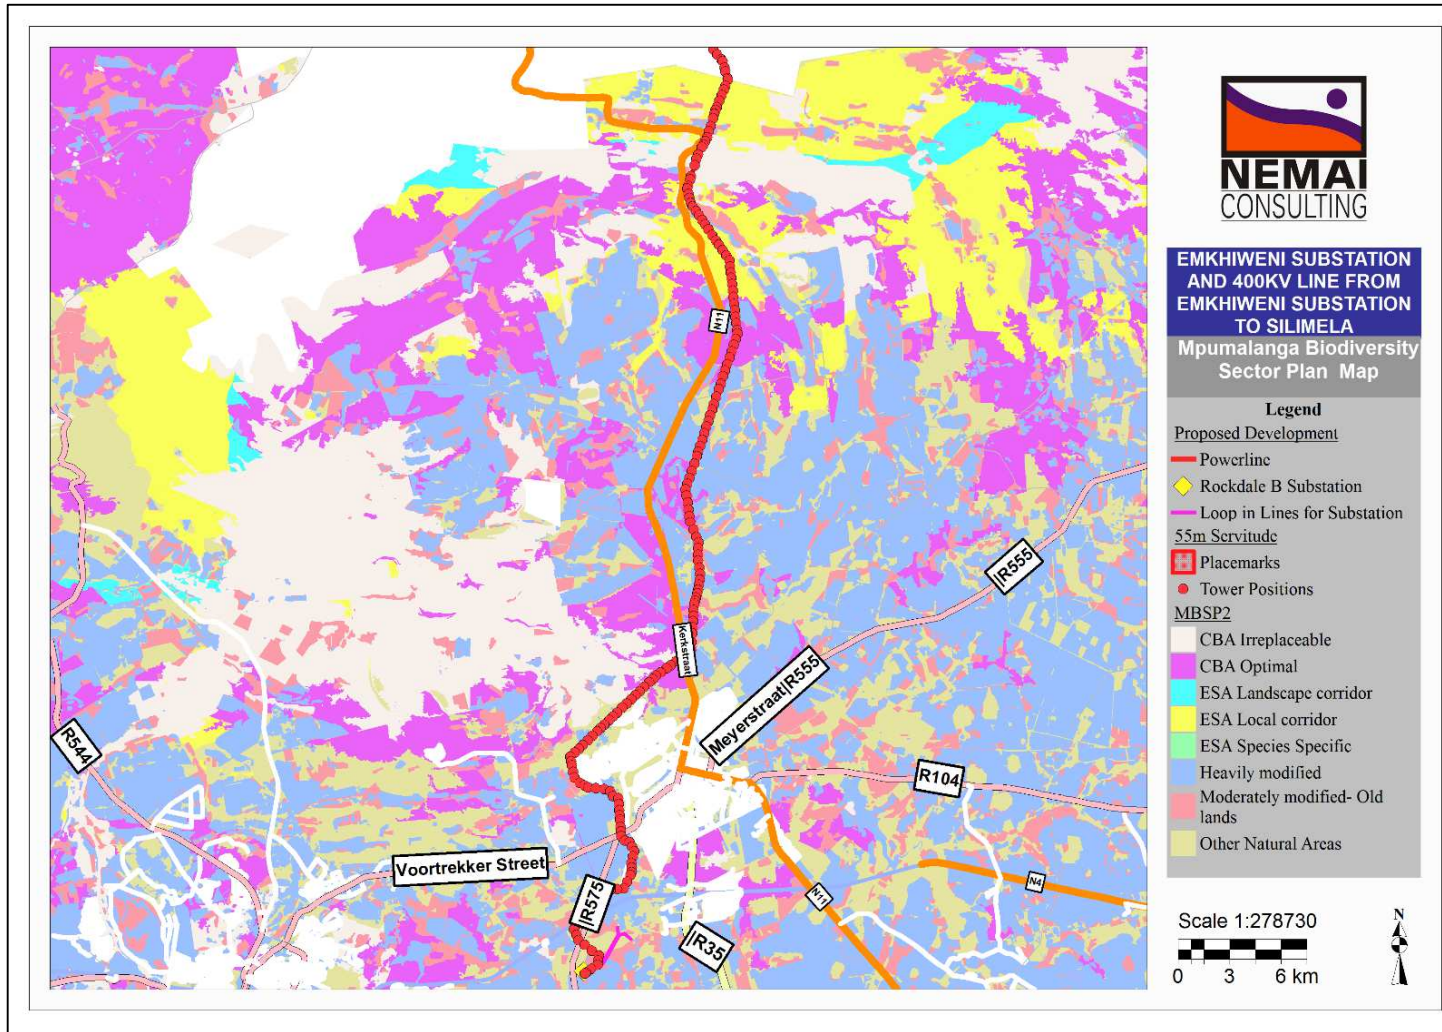 NEMAI
CONSULTING
EMKHIWENI SUBSTATION
AND 400KV LINE FROM
EMKHIWENI SUBSTATION
TO SILIMELA
Mpumalanga Biodiversity
Sector Plan Map
Legend
Proposed Development
Powerline
Rockdale B Substation
Loop in Lines for Substation
55m Servitude
Placemarks
Tower Positions
MBSP2
CBA Irreplaceable
CBA Optimal
ESA Landscape corridor
ESA Local corridor
ESA Species Specific
Heavily modified
Moderately modified- Old
lands
Other Natural Areas
Scale 1:278730
0 3 6 km
N
N11
||R555
Kerkstraat
Meyerstraat|R555
||R544
R104
Voortrekker Street
||R575
N11
N4
||R35